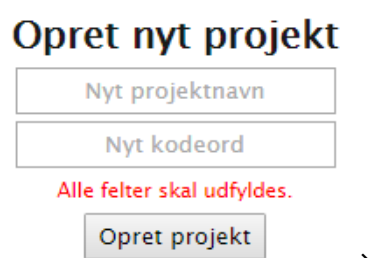 Opret nyt projekt
Nyt projektnavn
Nyt kodeord
Alle felter skal udfyldes.
Opret projekt